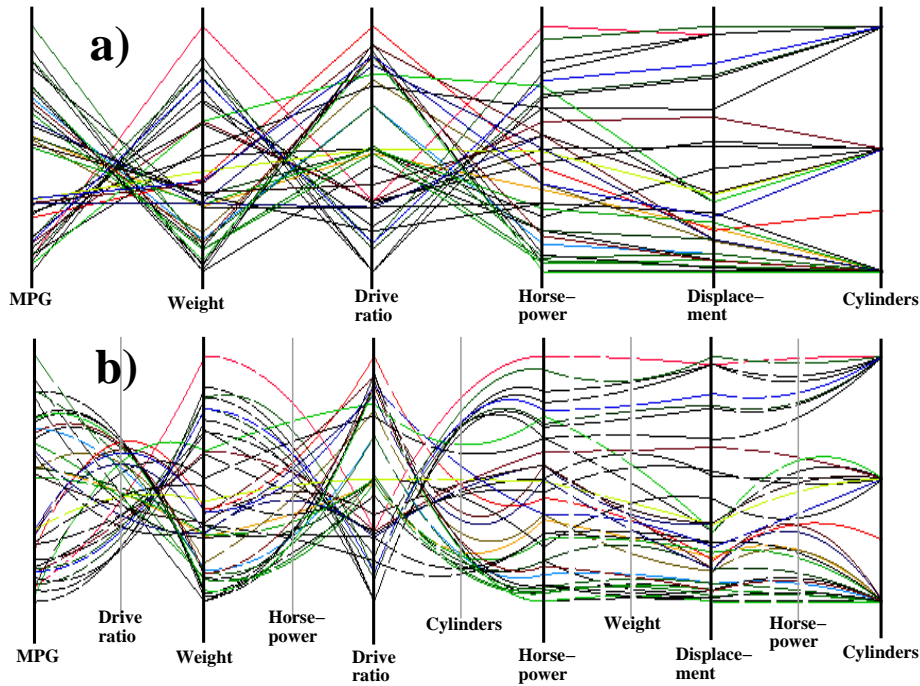 a)
MPG
Weight
Drive
ratio
Horse–
power
Displace–
ment
Cylinders
b)
Drive
ratio
Horse–
power
Cylinders
Weight
Horse–
power
MPG
Weight
Drive
ratio
Horse–
power
Displace–
ment
Cylinders